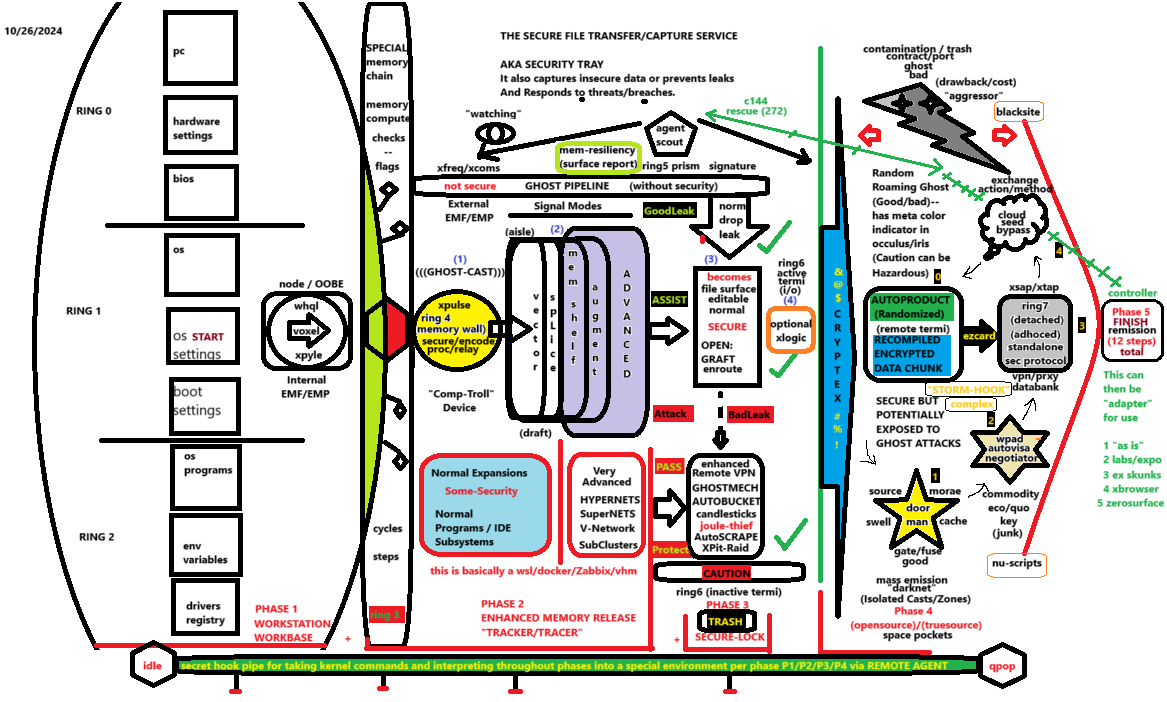 10/26/2024
RING 0
RING 1
RING 2
pc
hardware
settings
bios
os
OS START
settings
boot
settings
os
programs
env
variables
drivers
registry
PHASE 1
WORKSTATION
WORKBASE
+
node / OOBE
whql
voxel
xpyle
Internal
EMF/EMP
SPECIAL
memory
chain
memory
compute
checks
--
flags
cycles
steps
ring 3
THE SECURE FILE TRANSFER/CAPTURE SERVICE
AKA SECURITY TRAY
It also captures insecure data or prevents leaks
And Responds to threats/breaches.
"watching"
agent
scout
c144
rescue (272)
mem-resiliency
(surface report)
xfreq/xcoms
ring5 prism
signature
not secure
GHOST PIPELINE
(without security)
External
EMF/EMP
Signal Modes
GoodLeak
norm
drop
leak
(aisle)
(2)
(1)
(((GHOST-CAST)))
xpulse
ring 4
memory wall)
secure/encode
proc/relay
"Comp-Troll"
Device
vector
spLice
mem shelf
augment
ADVANCED
(draft)
ASSIST
Attack
BadLeak
(3)
becomes
file surface
editable
normal
SECURE
OPEN:
GRAFT
enroute
ring6
active
termi
(i/o)
(4)
optional
xlogic
Normal Expansions
Some-Security
Normal
Programs / IDE
Subsystems
Very
Advanced
HYPERNETS
SuperNETS
V-Network
SubClusters
this is basically a wsl/docker/Zabbix/vhm
PASS
Protect
enhanced
Remote VPN
GHOSTMECH
AUTOBUCKET
candlesticks
joule-thief
AutoSCRAPE
XPit-Raid
CAUTION
ring6 (inactive termi)
PHASE 2
ENHANCED MEMORY RELEASE
"TRACKER/TRACER"
PHASE 3
TRASH
+
SECURE-LOCK
&@$CRYPTEX#%!
contamination / trash
contract/port
ghost
bad
(drawback/cost)
"aggressor"
blacksite
exchange
action/method
Random
Roaming Ghost
(Good/bad)--
has meta color
indicator in
occulus/iris
(Caution can be
Hazardous)
0
cloud
seed
bypass
4
AUTOPRODUCT
(Randomized)
(remote termi)
RECOMPILED
ENCRYPTED
DATA CHUNK
ezcard
xsap/xtap
ring7
(detached)
(adhoced)
standalone
sec protocol
3
vpn/prxy
databank
controller
Phase 5
FINISH
remission
(12 steps)
total
This can
then be
"adapter"
for use
1 "as is"
2 labs/expo
3 ex skunks
4 xbrowser
5 zerosurface
"STORM-HOOK"
complex
SECURE BUT
POTENTIALLY
EXPOSED TO
GHOST ATTACKS
2
wpad
autovisa
negotiator
commodity
eco/quo
key
(junk)
nu-scripts
1
source
morae
door
man
swell
cache
gate/fuse
good
mass emission
"darknet"
(Isolated Casts/Zones)
Phase 4
(opensource)/(truesource)
space pockets
idle
secret hook pipe for taking kernel commands and interpreting throughout phases into a special environment per phase P1/P2/P3/P4 via REMOTE AGENT
qpop